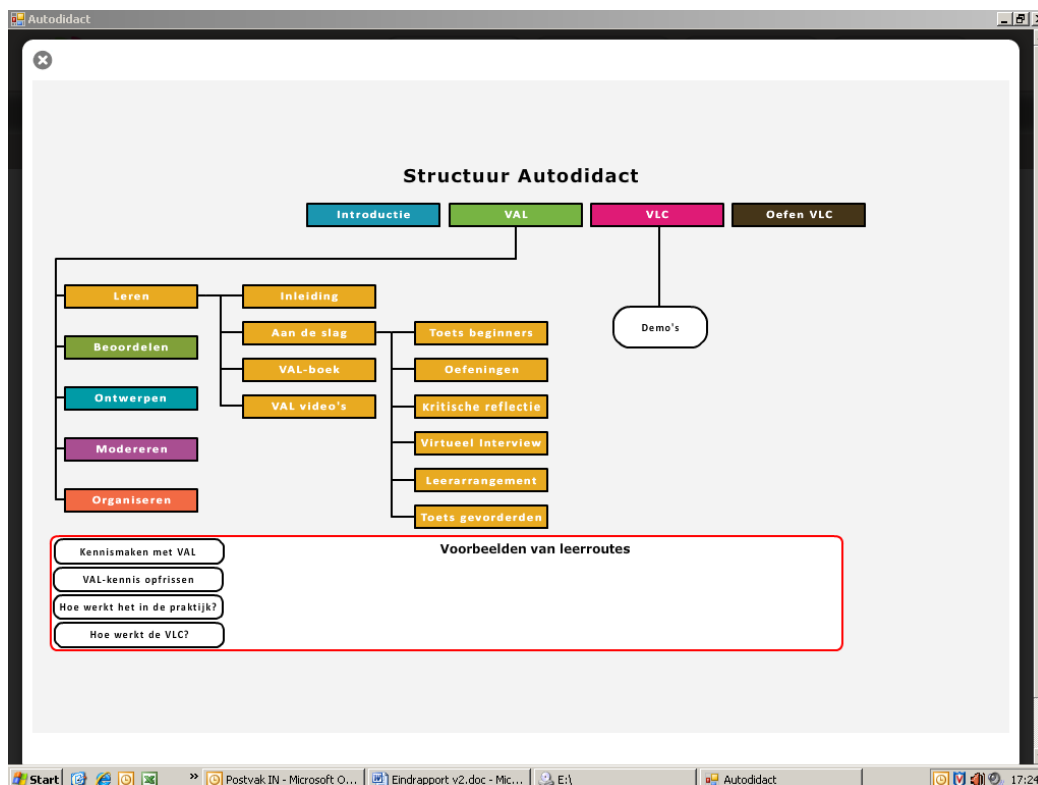 Autodidact
Structuur Autodidact
Introductie
VAL
VLC
Oefen VLC
Leren
Inleiding
Demo's
Aan de slag
Toets beginners
Beoordelen
VAL-boek
Oefeningen
Ontwerpen
VAL video's
Kritische reflectie
Modereren
Virtueel Interview
Leerarrangement
Organiseren
Toets gevorderden
Voorbeelden van leerroutes
Kennismaken met VAL
VAL-kennis opfrissen
Hoe werkt het in de praktijk?
Hoe werkt de VLC?
Start
»
Postvak IN - Microsoft O...
Eindrapport v2.doc - Mic...
E:\
Autodidact
17:24